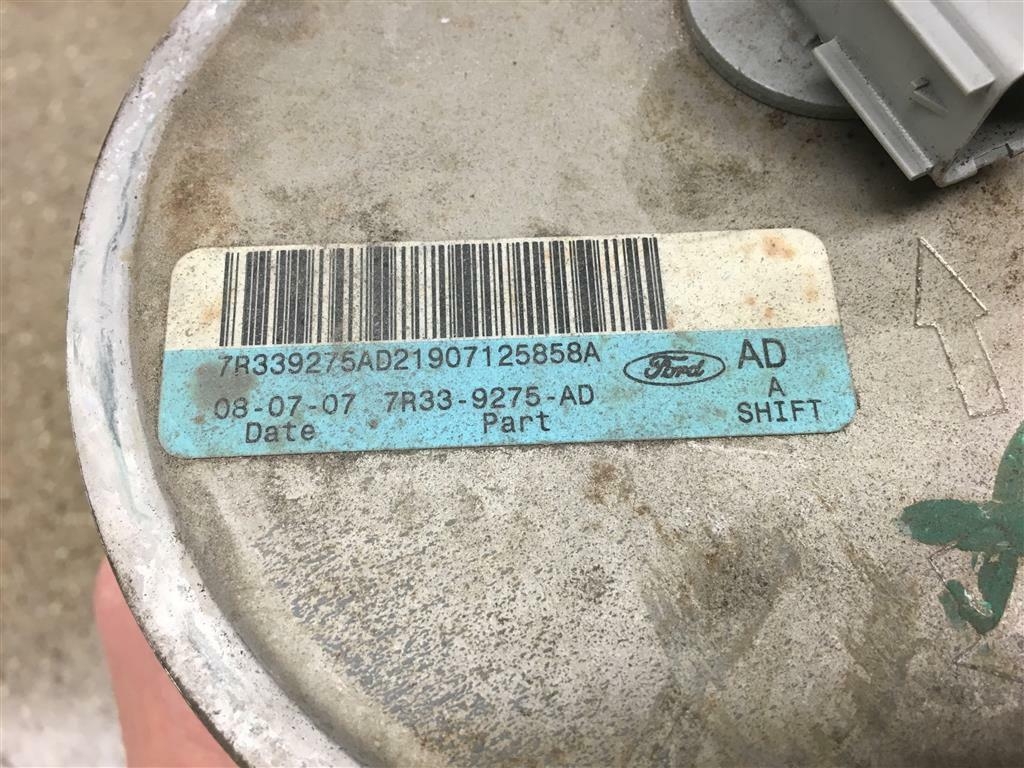 7R339275AD21907125858A Ford AD
08-07-07 7R33-9275-AD A
Date Part SHIFT